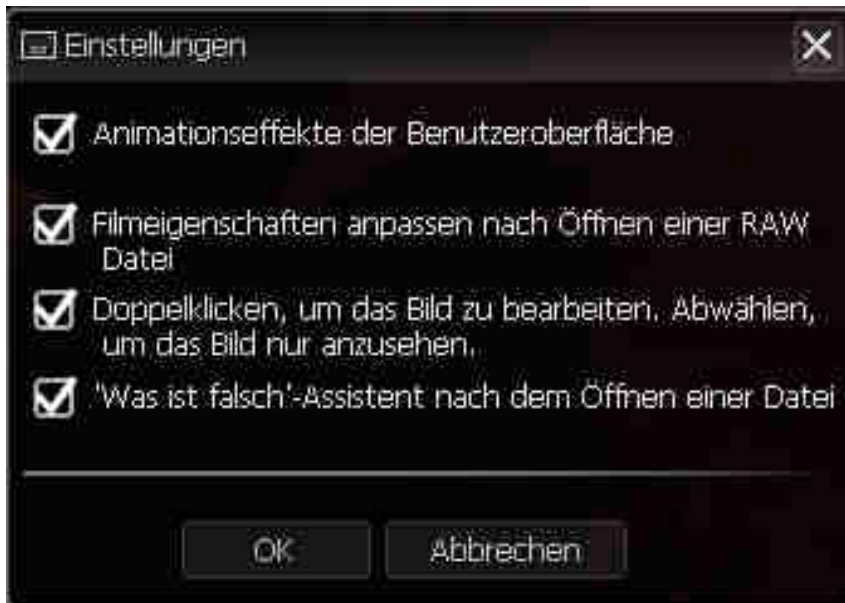 Einstellungen
Animationseffekte der Benutzeroberfläche
Filmeigenschaften anpassen nach Öffnen einer RAW
Datei
Doppelklicken, um das Bild zu bearbeiten. Abwählen,
um das Bild nur anzusehen.
'Was ist falsch'-Assistent nach dem Öffnen einer Datei
OK
Abbrechen